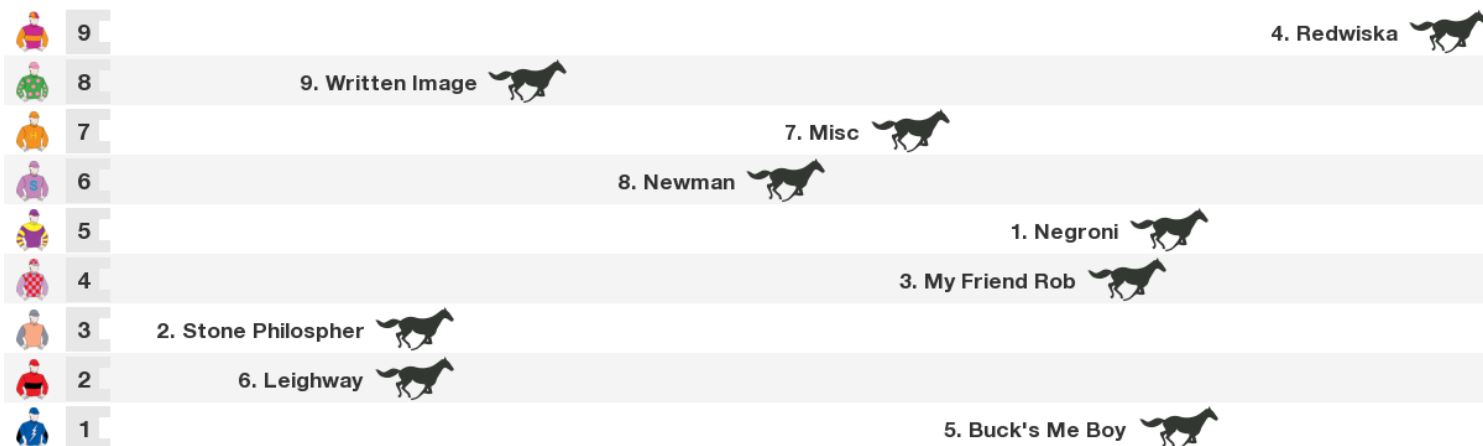 9 4. Redwiska
8 9. Written Image
7 7. Misc
H
6 8. Newman
S
5 1. Negroni
4 3. My Friend Rob
3 2. Stone Philospher
2 6. Leighway
1 5. Buck's Me Boy